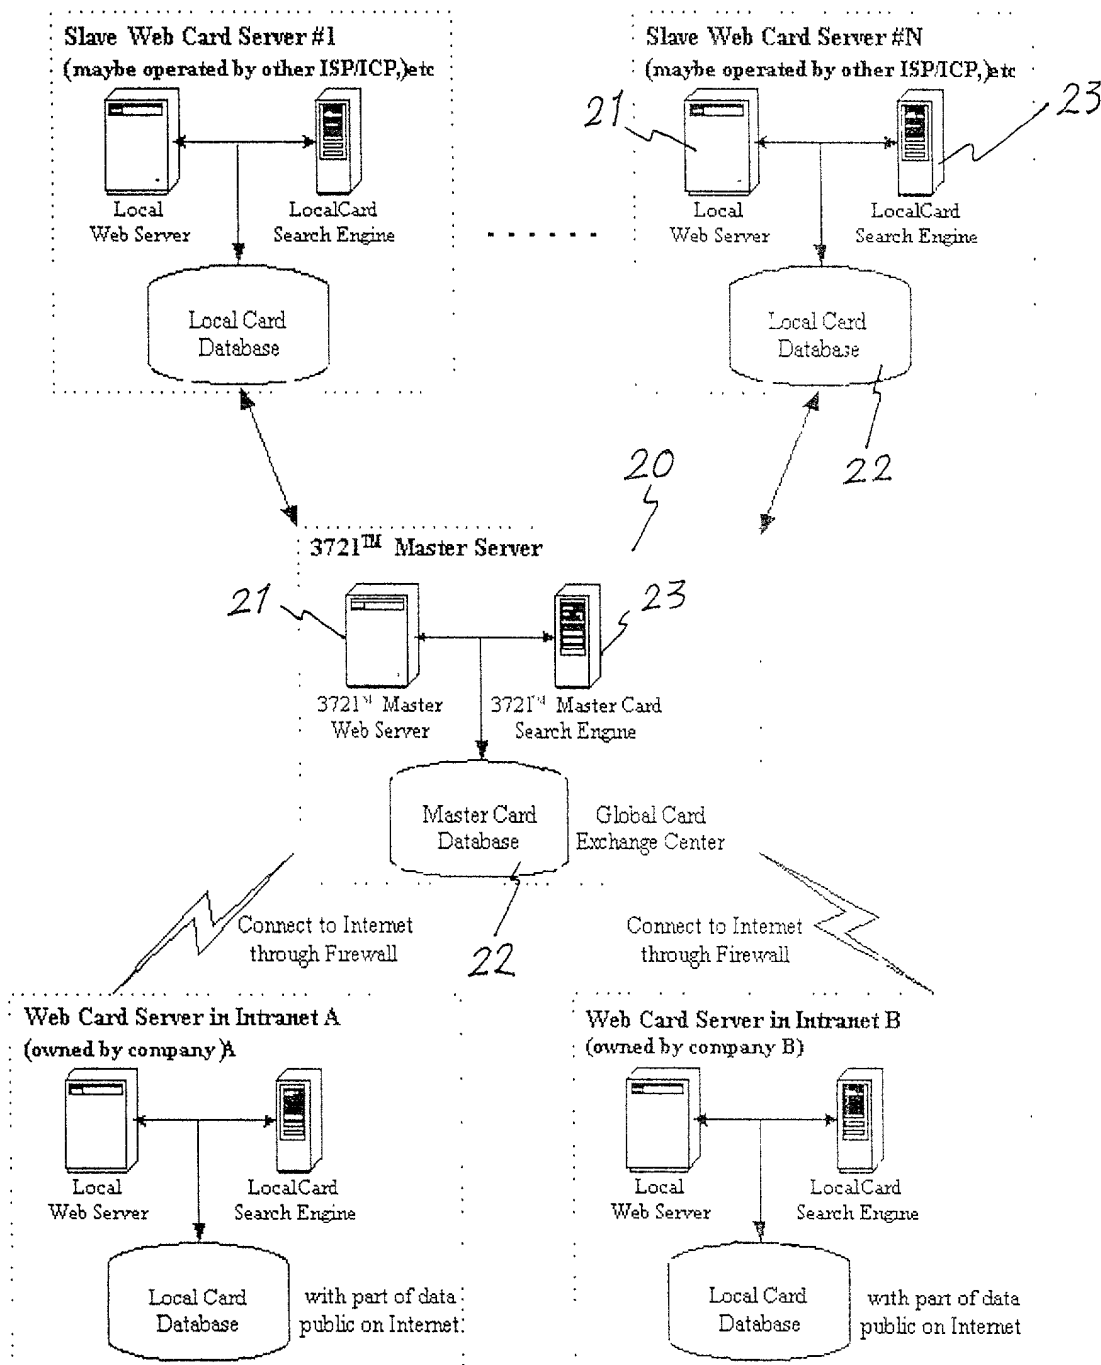 Slave Web Card Server #1
(maybe operated by other ISP/ICP,)etc
Local
Web Server
LocalCard
Search Engine
Local Card
Database
. . . . . . .
Slave Web Card Server #N
(maybe operated by other ISP/ICP,)etc
21
23
Local
Web Server
LocalCard
Search Engine
Local Card
Database
22
20
3721™ Master Server
21
23
3721™ Master
Web Server
3721™ Master Card
Search Engine
Master Card
Database
Global Card
Exchange Center
22
Connect to Internet
through Firewall
Connect to Internet
through Firewall
Web Card Server in Intranet A
(owned by company )A
Local
Web Server
LocalCard
Search Engine
Local Card
Database
with part of data
public on Internet
Web Card Server in Intranet B
(owned by company B)
Local
Web Server
LocalCard
Search Engine
Local Card
Database
with part of data
public on Internet